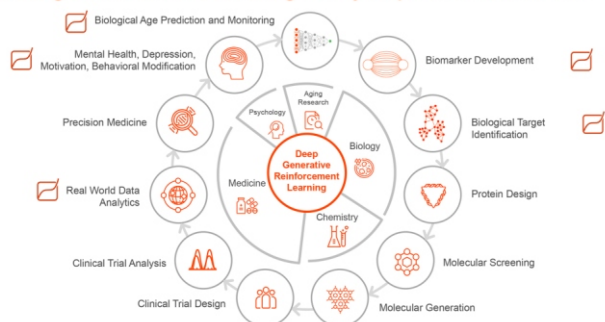 Biological Age Prediction and Monitoring
Mental Health, Depression,
Motivation, Behavioral Modification
Biomarker Development
Precision Medicine
Biological Target
Identification
Real World Data
Analytics
Protein Design
Clinical Trial Analysis
Molecular Screening
Clinical Trial Design
Molecular Generation
Psychology
Aging
Research
Biology
Medicine
Chemistry
Deep
Generative
Reinforcement
Learning